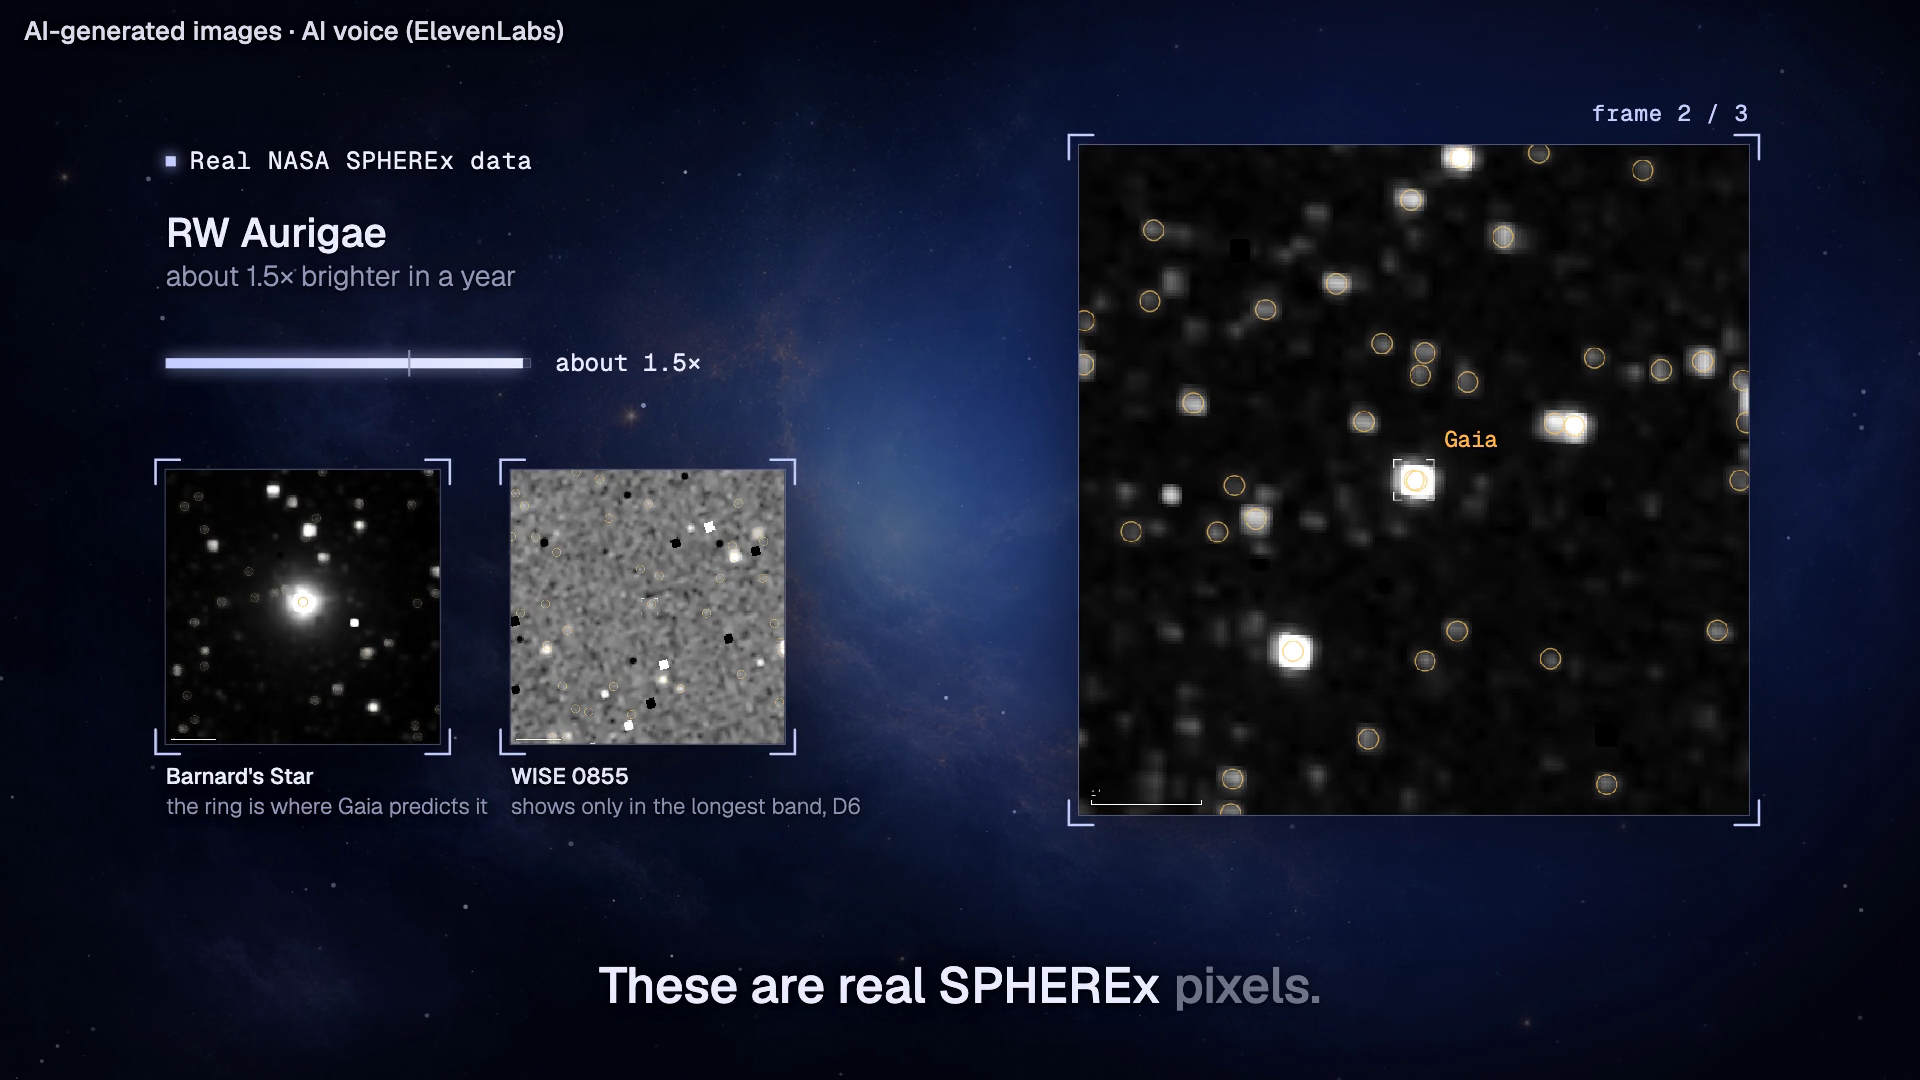 AI-generated images · AI voice (ElevenLabs)
frame 2 / 3
Real NASA SPHEREx data
RW Aurigae
about 1.5× brighter in a year
about 1.5×
Gaia
Barnard's Star
the ring is where Gaia predicts it
WISE 0855
shows only in the longest band, D6
These are real SPHEREx pixels.